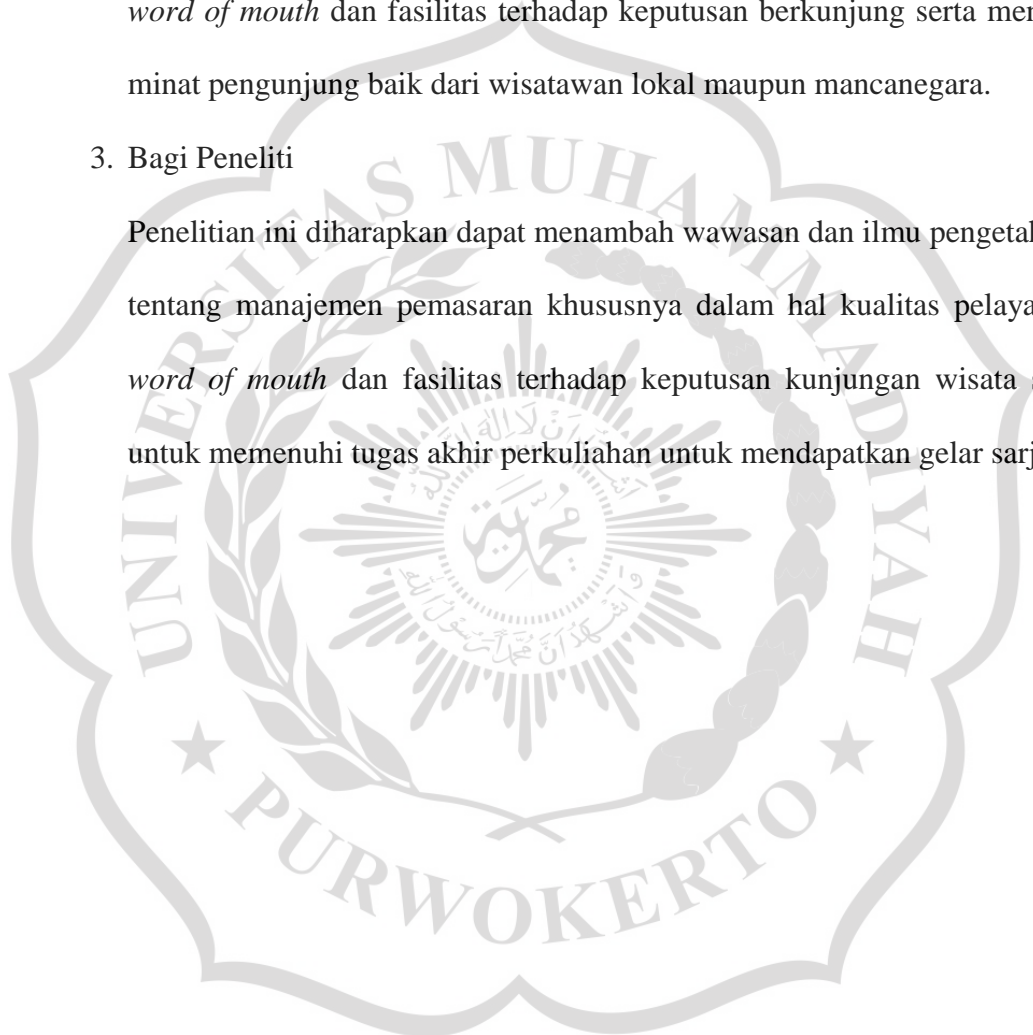 word of mouth dan fasilitas terhadap keputusan berkunjung serta mer
minat pengunjung baik dari wisatawan lokal maupun mancanegara.
3. Bagi Peneliti
Penelitian ini diharapkan dapat menambah wawasan dan ilmu pengetal
tentang manajemen pemasaran khususnya dalam hal kualitas pelaya
word of mouth dan fasilitas terhadap keputusan kunjungan wisata s
untuk memenuhi tugas akhir perkuliahan untuk mendapatkan gelar sarj
UNIVERSITAS MUHAMMADIYAH
PURWOKERTO